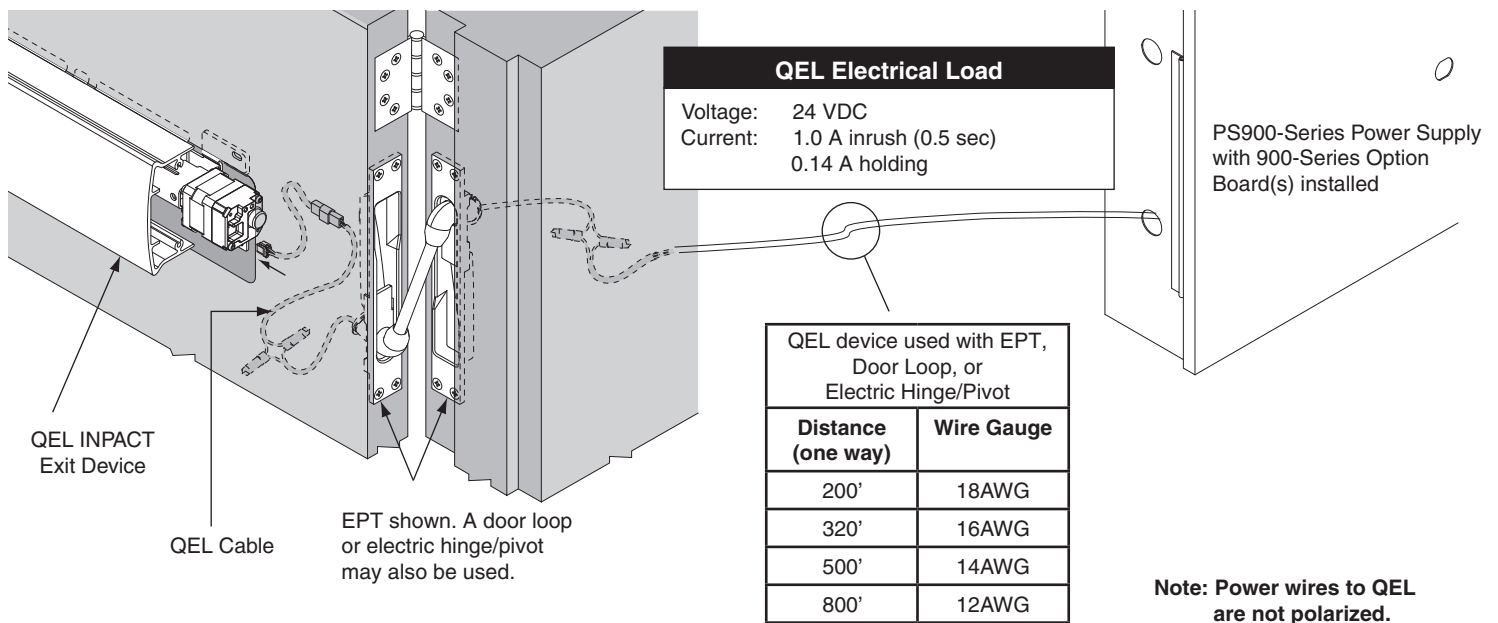 QEL Electrical Load
Voltage: 24 VDC
Current: 1.0 A inrush (0.5 sec)
0.14 A holding
PS900-Series Power Supply
with 900-Series Option
Board(s) installed
QEL INPACT
Exit Device
QEL Cable
EPT shown. A door loop
or electric hinge/pivot
may also be used.
QEL device used with EPT,
Door Loop, or
Electric Hinge/Pivot
Distance (one way) Wire Gauge
200’ 18AWG
320’ 16AWG
500’ 14AWG
800’ 12AWG
Note: Power wires to QEL
are not polarized.